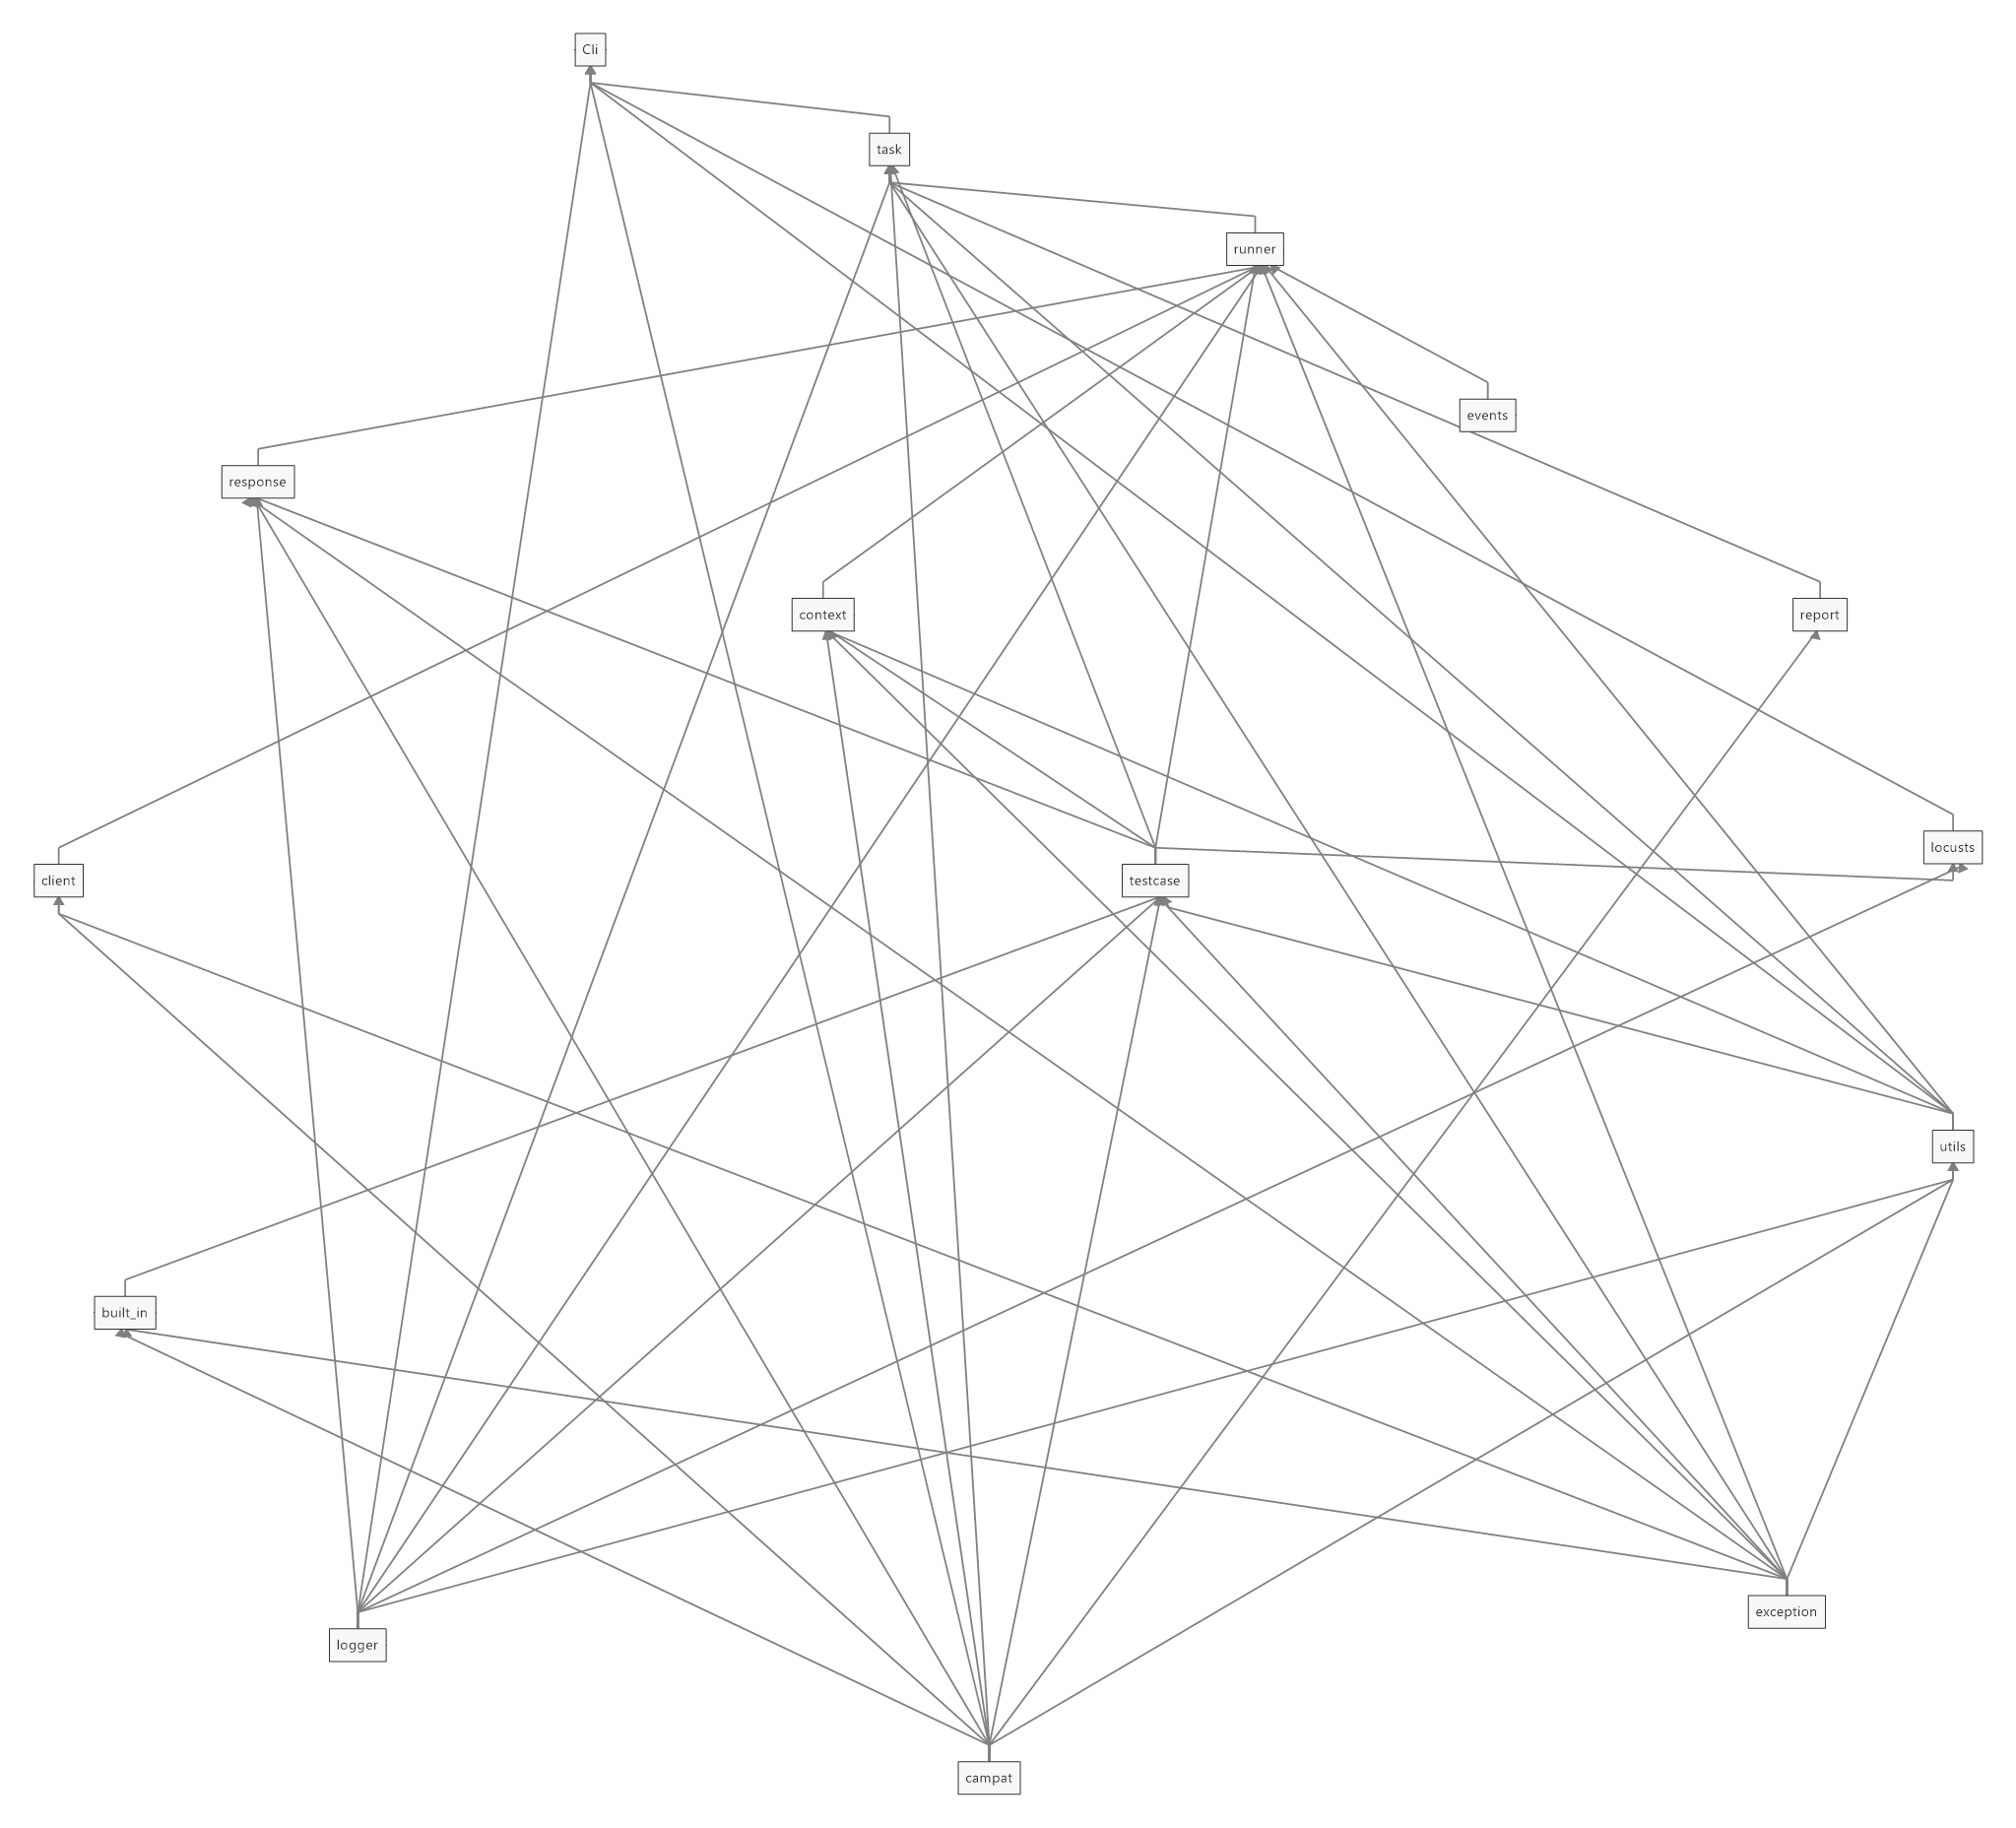 Cli
task
runner
events
response
context
report
locusts
client
testcase
utils
built_in
exception
logger
campat